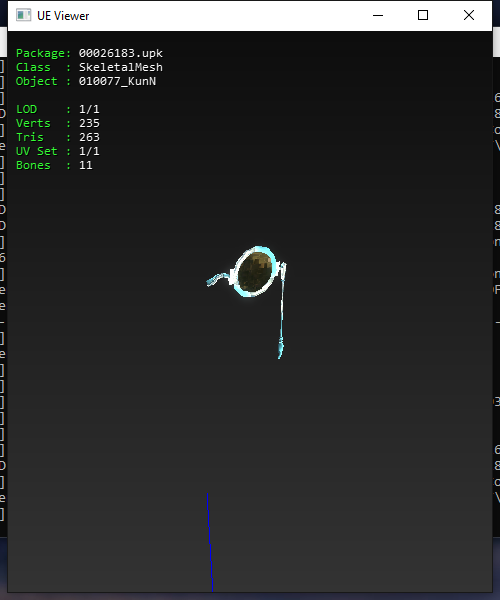 UE Viewer
Package: 00026183.upk
Class  : SkeletalMesh
Object : 010077_KunN
LOD    : 1/1
Verts  : 235
Tris   : 263
UV Set : 1/1
Bones  : 11